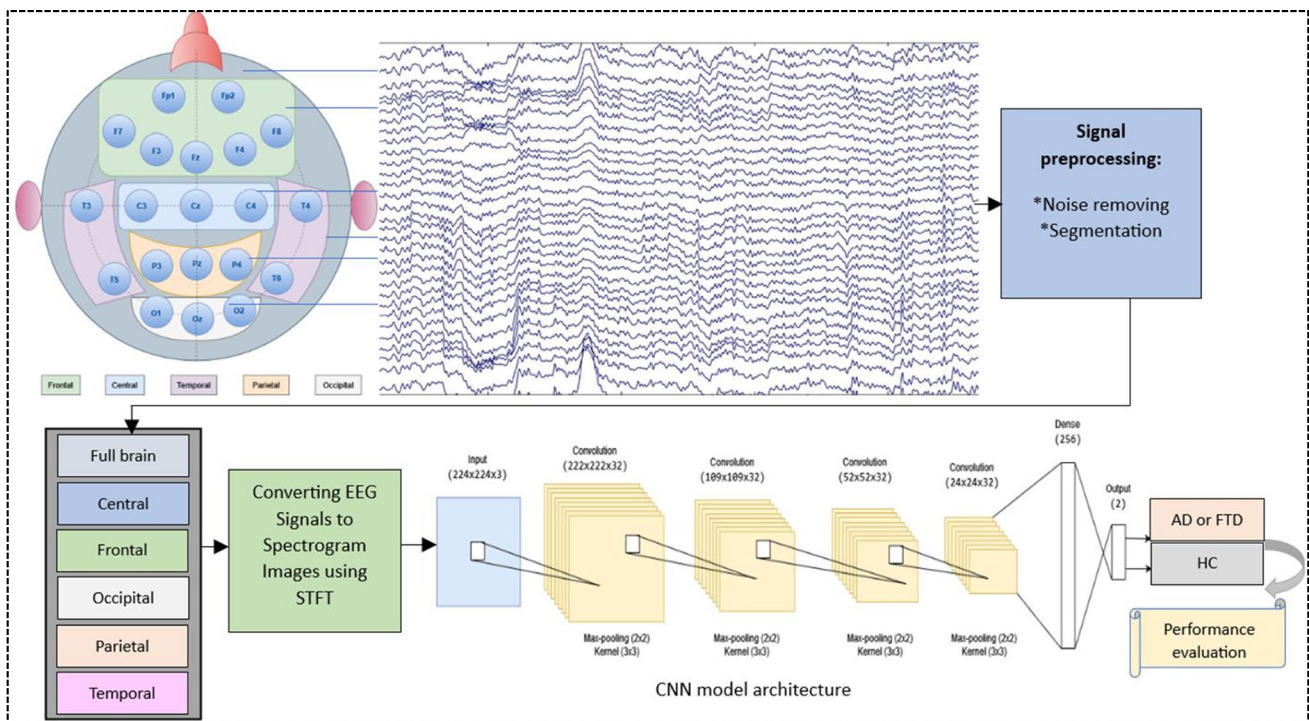 Fp1
Fp2
F7
F3
Fz
F4
F8
T3
C3
Cz
C4
T4
T5
P3
Pz
P4
T6
O1
Oz
O2
Frontal
Central
Temporal
Parietal
Occipital
Signal
preprocessing:
*Noise removing
*Segmentation
Full brain
Central
Frontal
Occipital
Parietal
Temporal
Converting EEG
Signals to
Spectrogram
Images using
STFT
Input
(224x224x3)
Convolution
(222x222x32)
Max-pooling (2x2)
Kernel (3x3)
Convolution
(109x109x32)
Max-pooling (2x2)
Kernel (3x3)
Convolution
(52x52x32)
Max-pooling (2x2)
Kernel (3x3)
Convolution
(24x24x32)
Max-pooling (2x2)
Kernel (3x3)
Dense
(256)
Output
(2)
AD or FTD
HC
Performance
evaluation
CNN model architecture